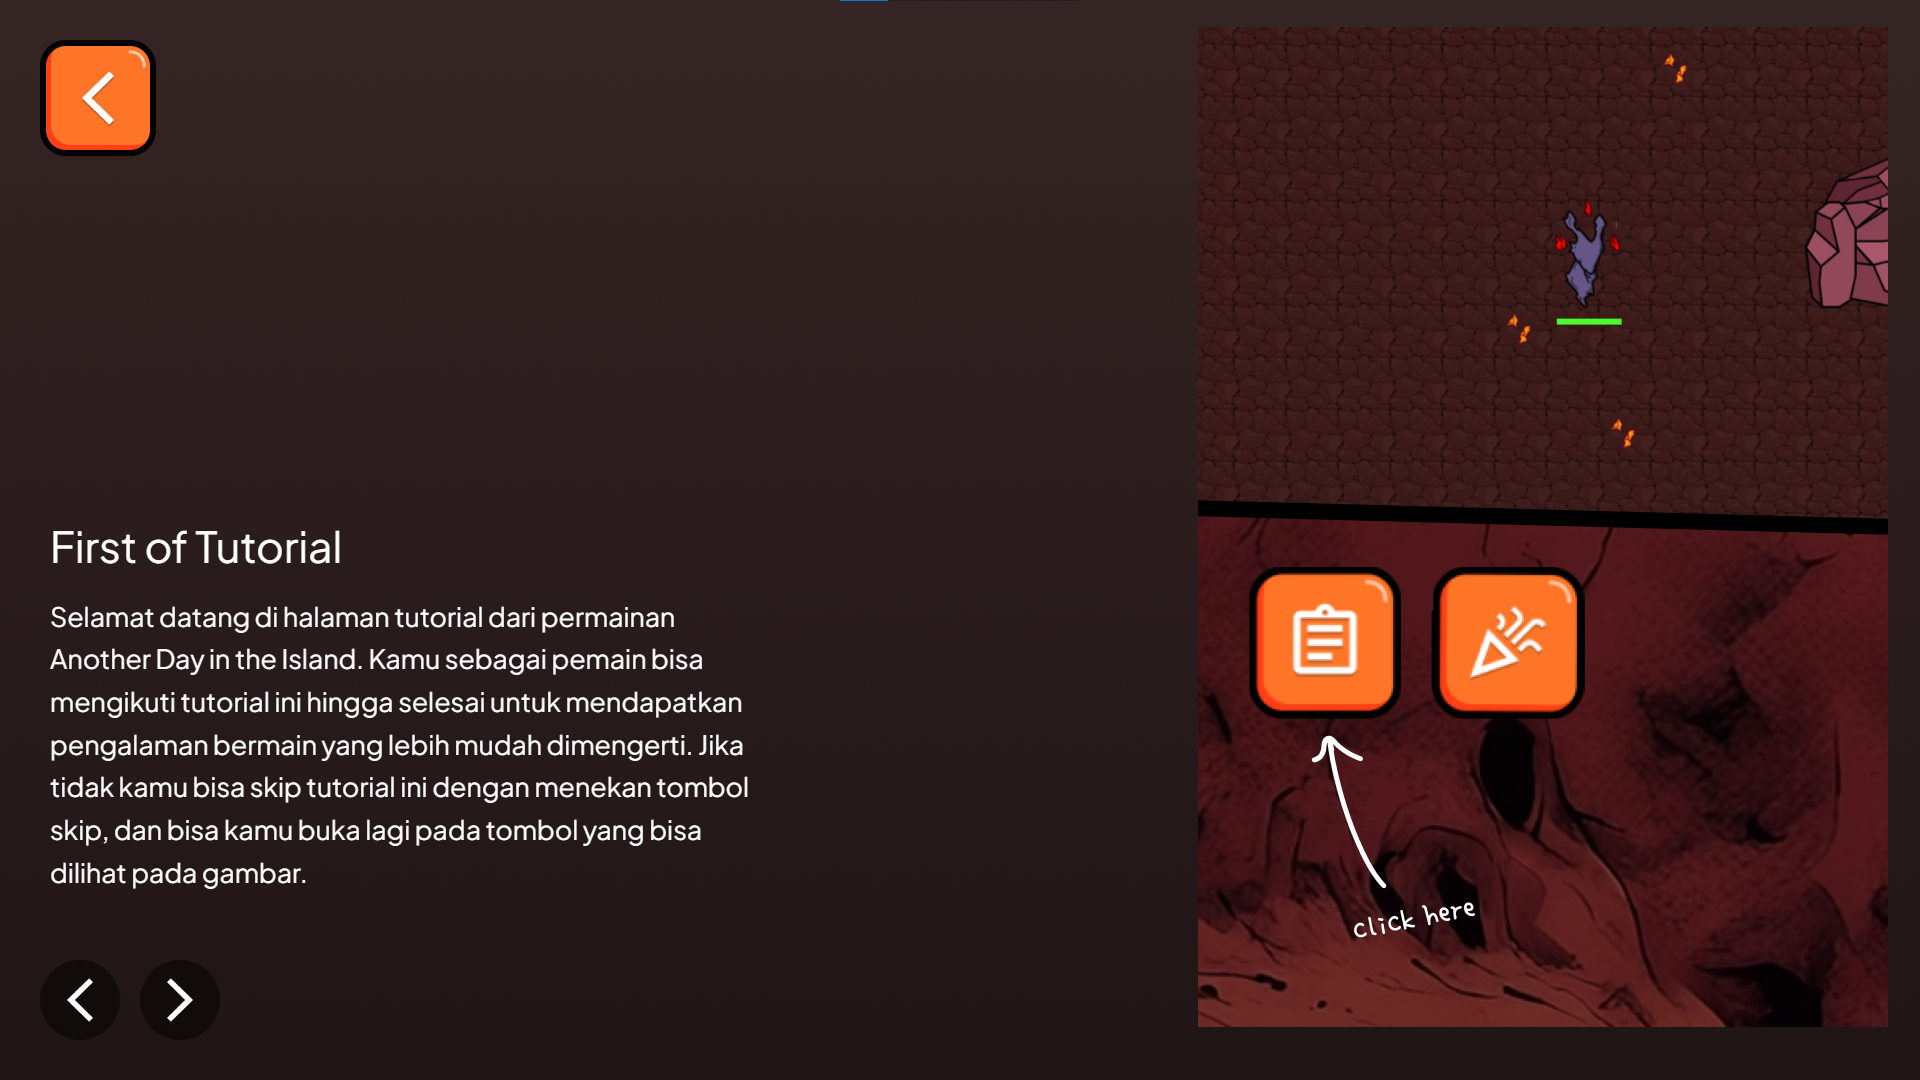 First of Tutorial
Selamat datang di halaman tutorial dari permainan
Another Day in the Island. Kamu sebagai pemain bisa
mengikuti tutorial ini hingga selesai untuk mendapatkan
pengalaman bermain yang lebih mudah dimengerti. Jika
tidak kamu bisa skip tutorial ini dengan menekan tombol
skip, dan bisa kamu buka lagi pada tombol yang bisa
dilihat pada gambar.
click here